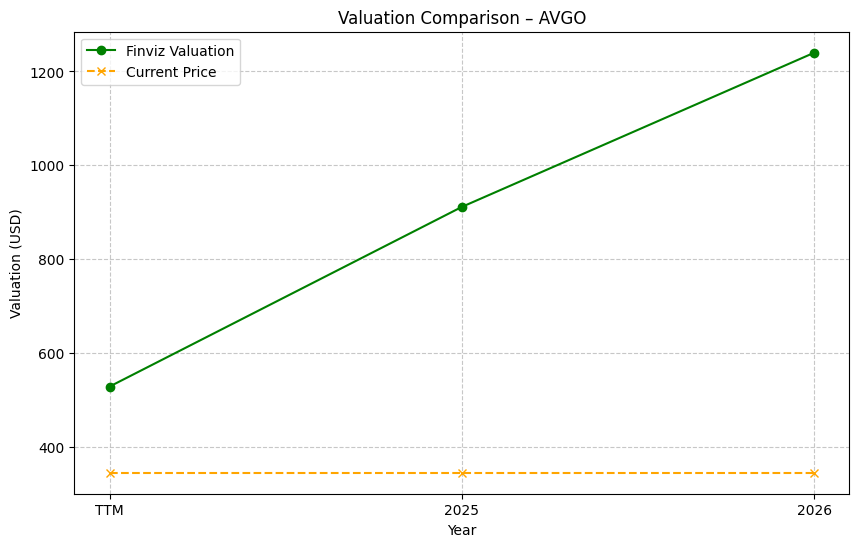 Valuation Comparison – AVGO
Finviz Valuation
Current Price
Valuation (USD)
1200
1000
800
600
400
TTM
2025
2026
Year